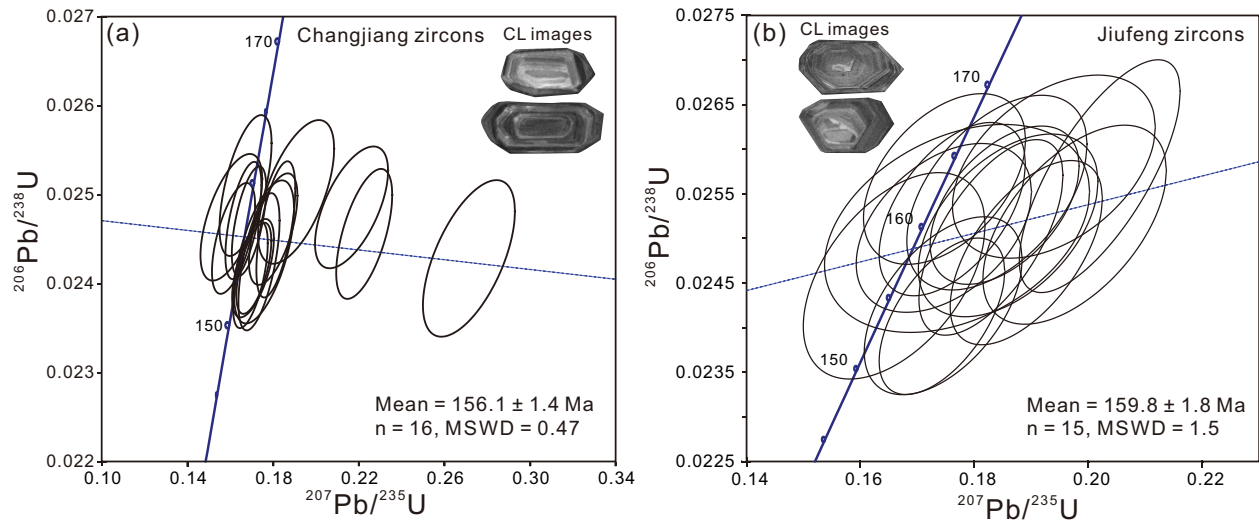 (a)
Changjiang zircons
CL images
170
150
Mean = 156.1 ± 1.4 Ma
n = 16, MSWD = 0.47
0.027
0.026
0.025
0.024
0.023
0.022
²⁰⁶Pb/²³⁸U
0.10
0.14
0.18
0.22
0.26
0.30
0.34
²⁰⁷Pb/²³⁵U
(b)
CL images
Jiufeng zircons
170
160
150
Mean = 159.8 ± 1.8 Ma
n = 15, MSWD = 1.5
0.0275
0.0265
0.0255
0.0245
0.0235
0.0225
²⁰⁶Pb/²³⁸U
0.14
0.16
0.18
0.20
0.22
²⁰⁷Pb/²³⁵U